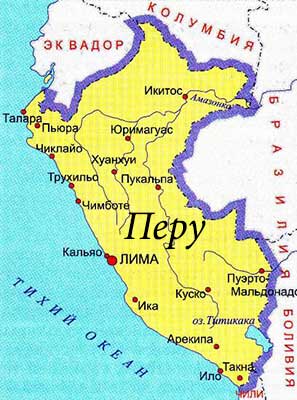 КОЛУМБИЯ
ЭКВАДОР
Икитос
Амазонка
Талара
Пьюра
Юримагуас
БРАЗИЛИЯ
Чиклайо
Хуанхуи
Трухильо
Пукальпа
Чимботе
Перу
Кальяо
ЛИМА
Пуэрто-
Мальдонадо
Куско
Ика
ТИХИЙ ОКЕАН
оз.Титикака
БОЛИВИЯ
Арекипа
Такна
Ило
ЧИЛИ